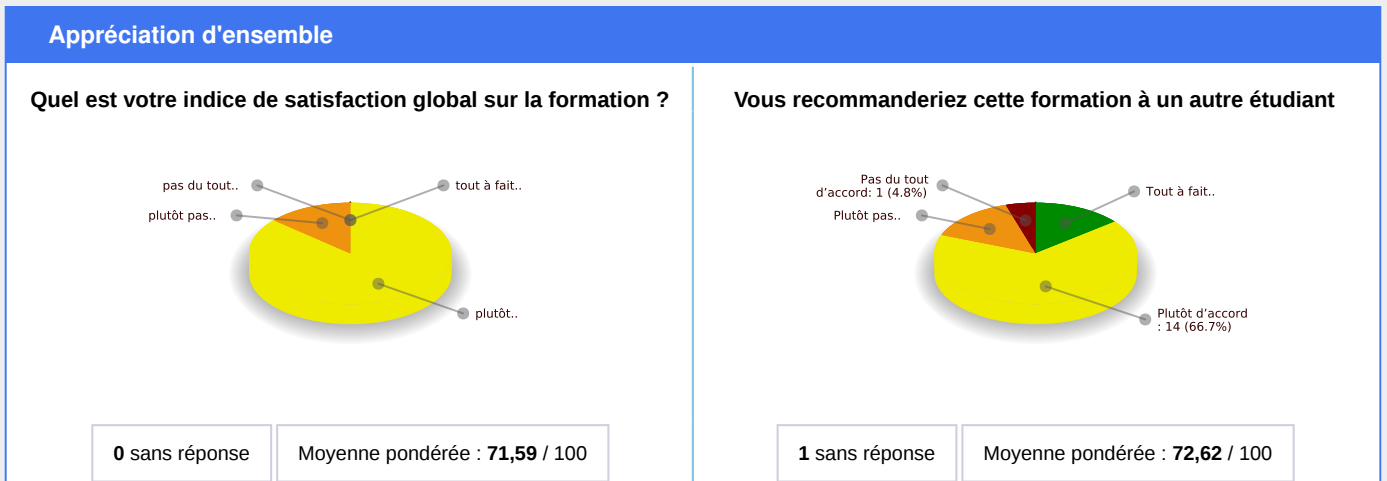 Appréciation d'ensemble
Quel est votre indice de satisfaction global sur la formation ?
pas du tout..
tout à fait..
plutôt pas..
plutôt..
0 sans réponse
Moyenne pondérée : 71,59 / 100
Vous recommanderiez cette formation à un autre étudiant
Pas du tout
d’accord: 1 (4.8%)
Tout à fait..
Plutôt pas..
Plutôt d’accord
: 14 (66.7%)
1 sans réponse
Moyenne pondérée : 72,62 / 100